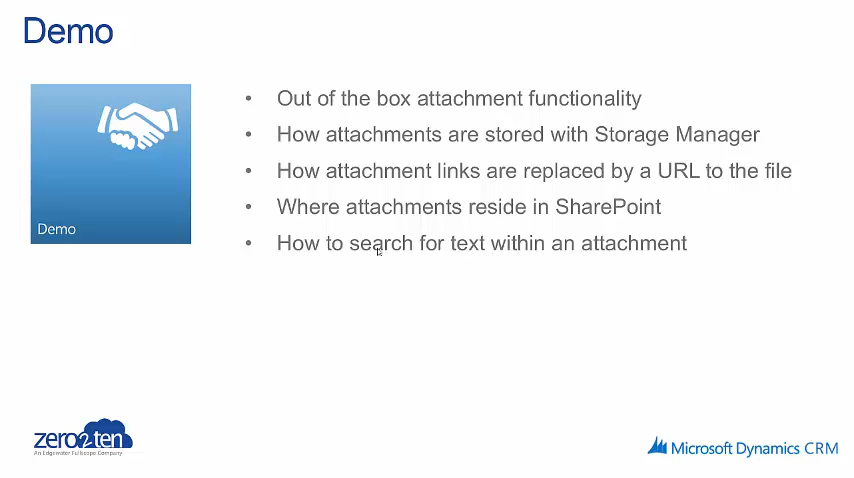 Demo
Demo
• Out of the box attachment functionality
• How attachments are stored with Storage Manager
• How attachment links are replaced by a URL to the file
• Where attachments reside in SharePoint
• How to search for text within an attachment
zero2ten
An Edgewater Fullscope Company
Microsoft Dynamics CRM